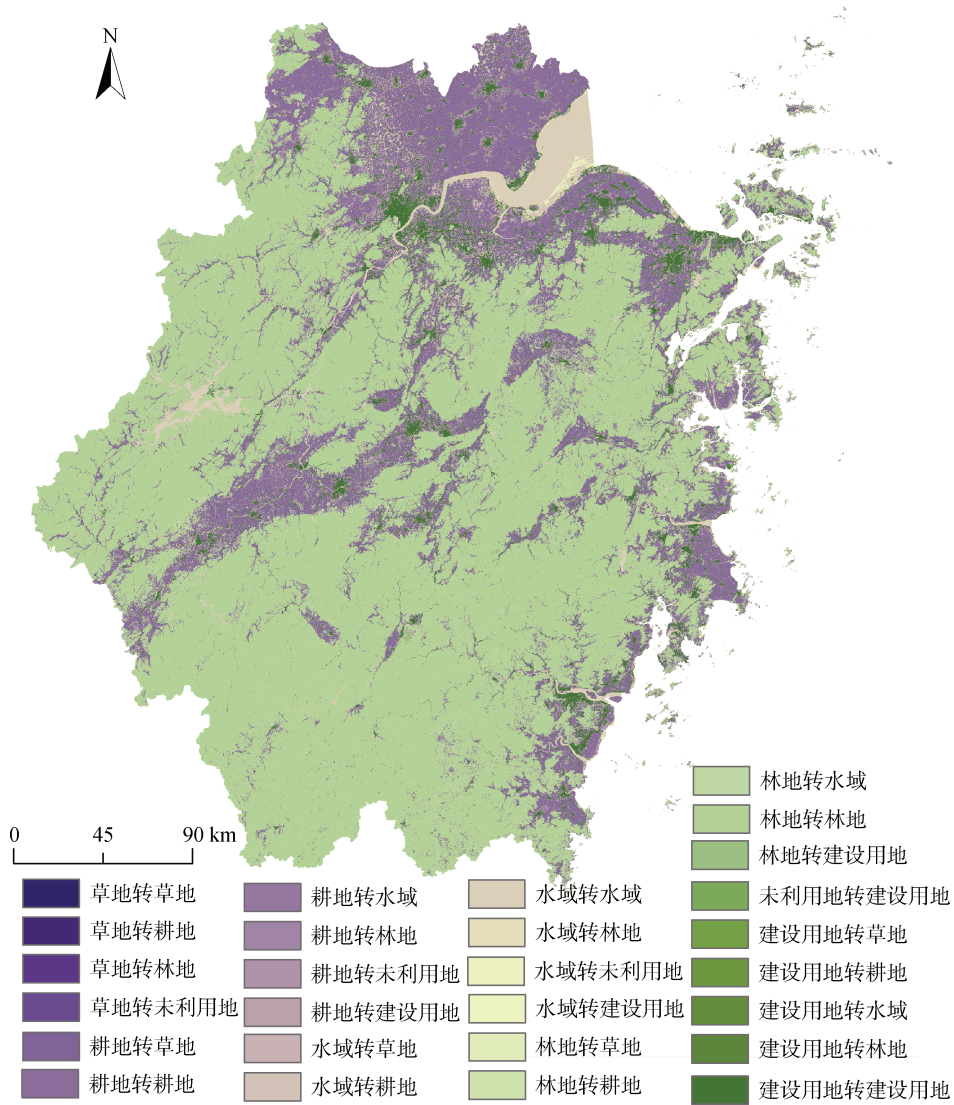 N
0 45 90 km
草地转草地
草地转耕地
草地转林地
草地转未利用地
耕地转草地
耕地转耕地
耕地转水域
耕地转林地
耕地转未利用地
耕地转建设用地
水域转草地
水域转耕地
水域转水域
水域转林地
水域转未利用地
水域转建设用地
林地转草地
林地转耕地
林地转水域
林地转林地
林地转建设用地
未利用地转建设用地
建设用地转草地
建设用地转耕地
建设用地转水域
建设用地转林地
建设用地转建设用地